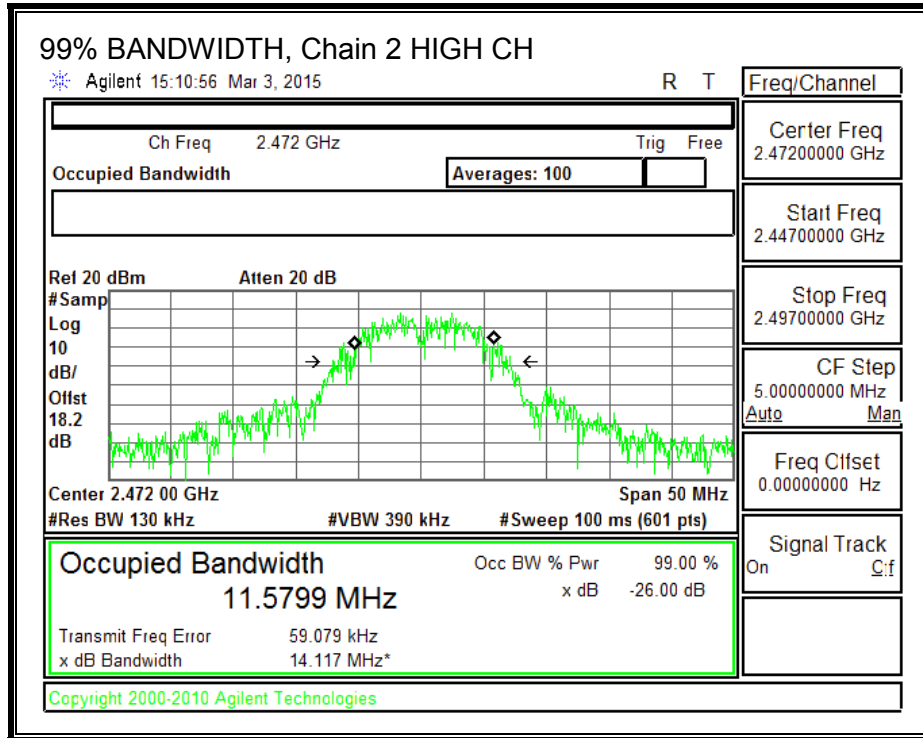 99% BANDWIDTH, Chain 2 HIGH CH
Agilent 15:10:56 Mar 3, 2015 R T
Freq/Channel
Ch Freq 2.472 GHz Trig Free
Occupied Bandwidth Averages: 100
Center Freq
2.47200000 GHz
Start Freq
2.44700000 GHz
Stop Freq
2.49700000 GHz
CF Step
5.00000000 MHz
Auto Man
Freq Offset
0.00000000 Hz
Signal Track
On Off
Ref 20 dBm Atten 20 dB
#Samp
Log
10
dB/
Offst
18.2
dB
Center 2.472 00 GHz Span 50 MHz
#Res BW 130 kHz #VBW 390 kHz #Sweep 100 ms (601 pts)
Occupied Bandwidth
11.5799 MHz
Occ BW % Pwr 99.00 %
x dB -26.00 dB
Transmit Freq Error 59.079 kHz
x dB Bandwidth 14.117 MHz*
Copyright 2000-2010 Agilent Technologies